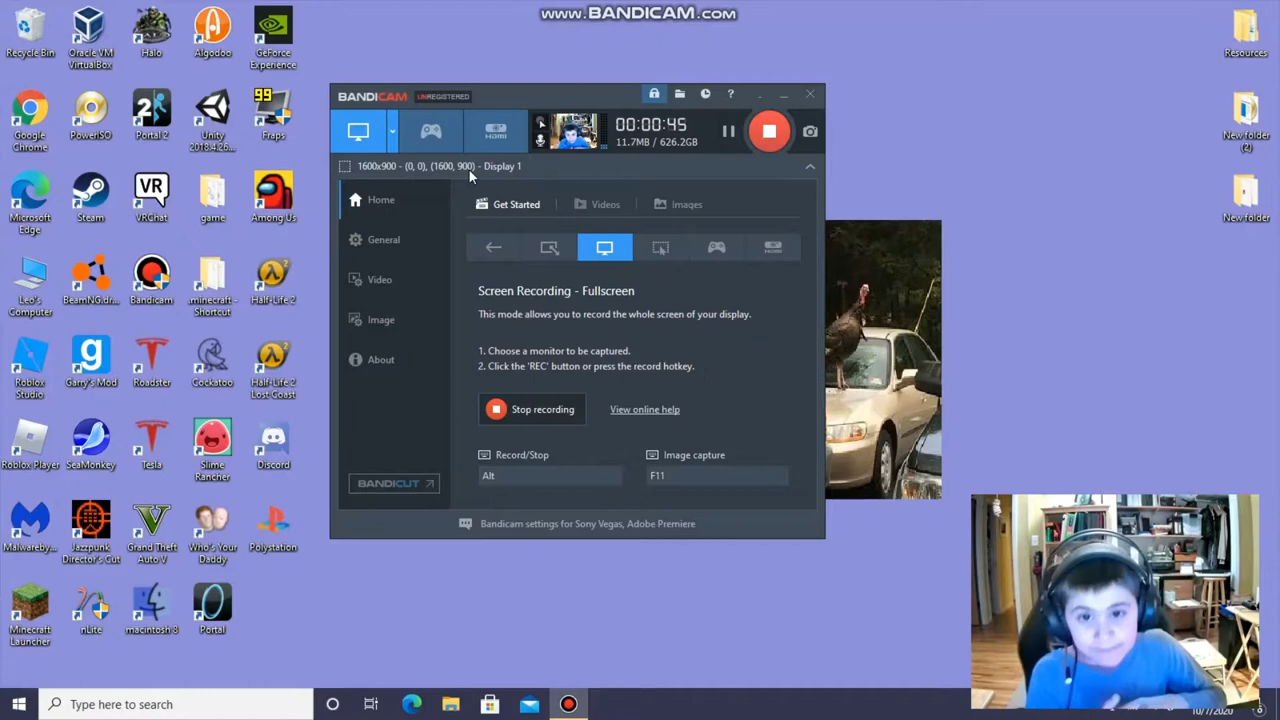 www.BANDICAM.com
Recycle Bin
Oracle VM VirtualBox
Halo
Algodoo
GeForce Experience
Resources
Google Chrome
PowerISO
Portal 2
Unity 2018.4.26...
99
Fraps
New folder (2)
Microsoft Edge
Steam
VR
VRChat
game
Among Us
New folder
Leo's Computer
BeamNG.dr...
Bandicam
.minecraft - Shortcut
Half-Life 2
Roblox Studio
Garry's Mod
Roadster
Cockatoo
Half-Life 2 Lost Coast
Roblox Player
SeaMonkey
Tesla
Slime Rancher
Discord
Malwareby...
Jazzpunk Director's Cut
Grand Theft Auto V
Who's Your Daddy
Polystation
Minecraft Launcher
nLite
macintosh 8
Portal
BANDICAM UNREGISTERED
HDMI
00:00:45
11.7MB / 626.2GB
1600x900 - (0, 0), (1600, 900) - Display 1
Home
General
Video
Image
About
BANDICUT
Get Started
Videos
Images
HDMI
Screen Recording - Fullscreen
This mode allows you to record the whole screen of your display.
1. Choose a monitor to be captured.
2. Click the 'REC' button or press the record hotkey.
Stop recording
View online help
Record/Stop
Image capture
Alt
F11
Bandicam settings for Sony Vegas, Adobe Premiere
Type here to search
10/7/2020